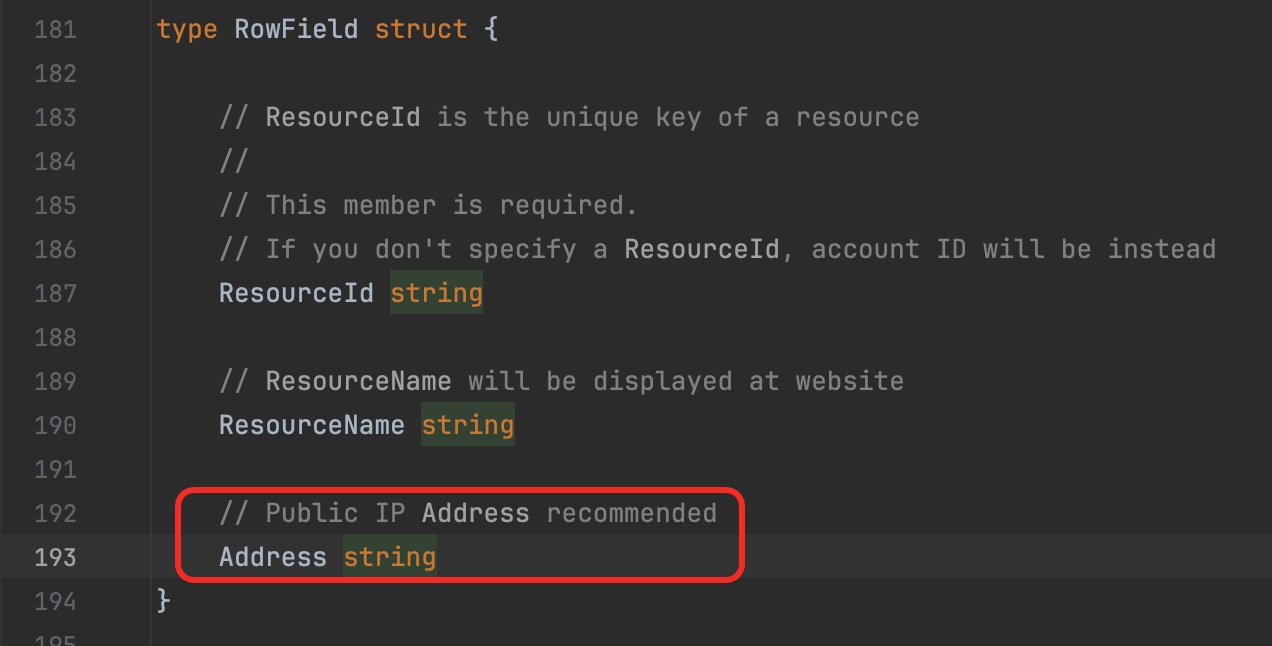 181 type RowField struct {
182
183 // ResourceId is the unique key of a resource
184 //
185 // This member is required.
186 // If you don't specify a ResourceId, account ID will be instead
187 ResourceId string
188
189 // ResourceName will be displayed at website
190 ResourceName string
191
192 // Public IP Address recommended
193 Address string
194 }
195